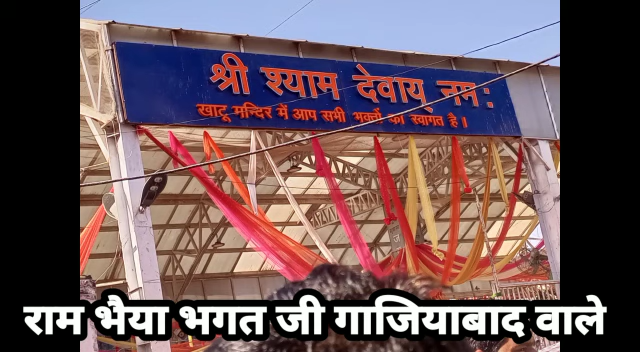 श्री श्याम देवाय् नमः
खाटू मन्दिर में आप सभी भक्तों का स्वागत है।
राम भैया भगत जी गाजियाबाद वाले